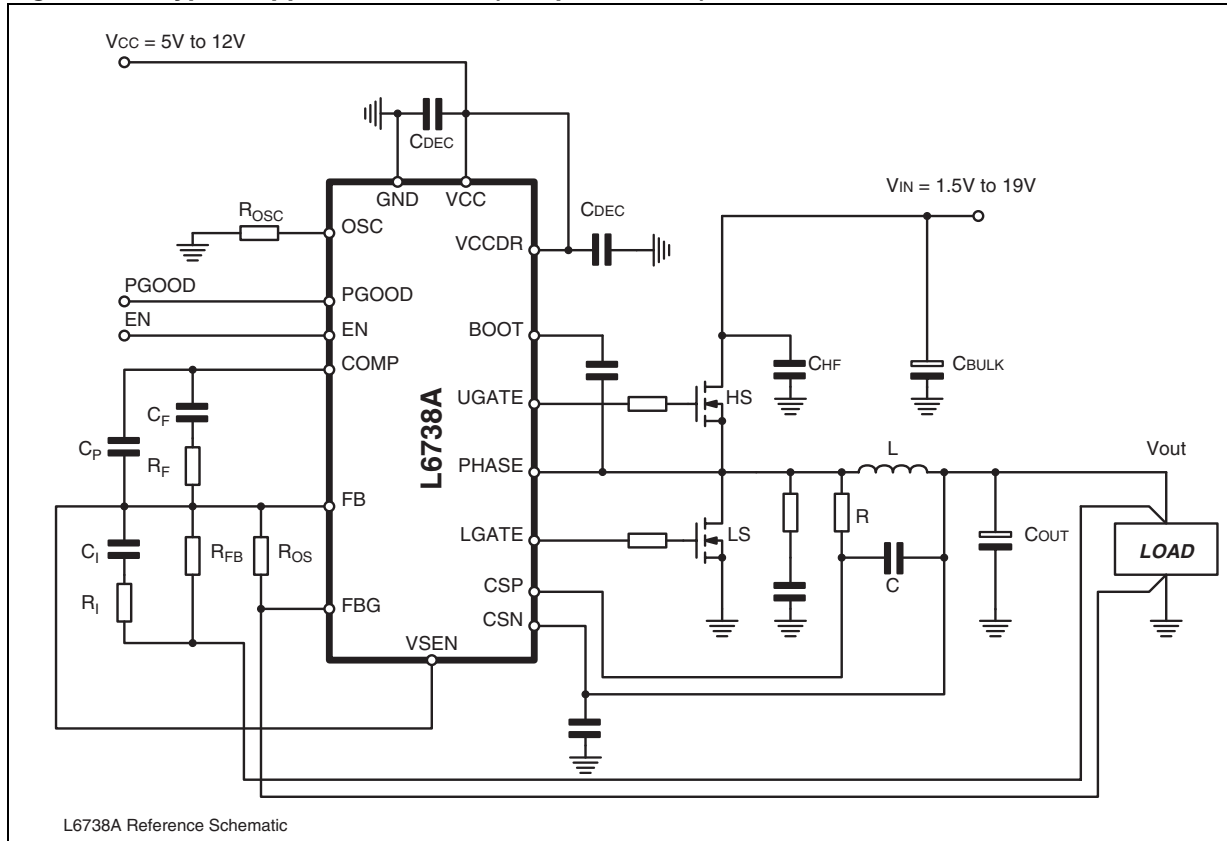 VCC = 5V to 12V
CDEC
GND
VCC
VIN = 1.5V to 19V
ROSC
OSC
CDEC
VCCDR
PGOOD
PGOOD
EN
EN
BOOT
COMP
CHF
CBULK
UGATE
HS
CF
CP
RF
L6738A
PHASE
L
Vout
FB
R
LGATE
LS
COUT
LOAD
CI
RFB
ROS
C
CSP
RI
FBG
CSN
VSEN
L6738A Reference Schematic